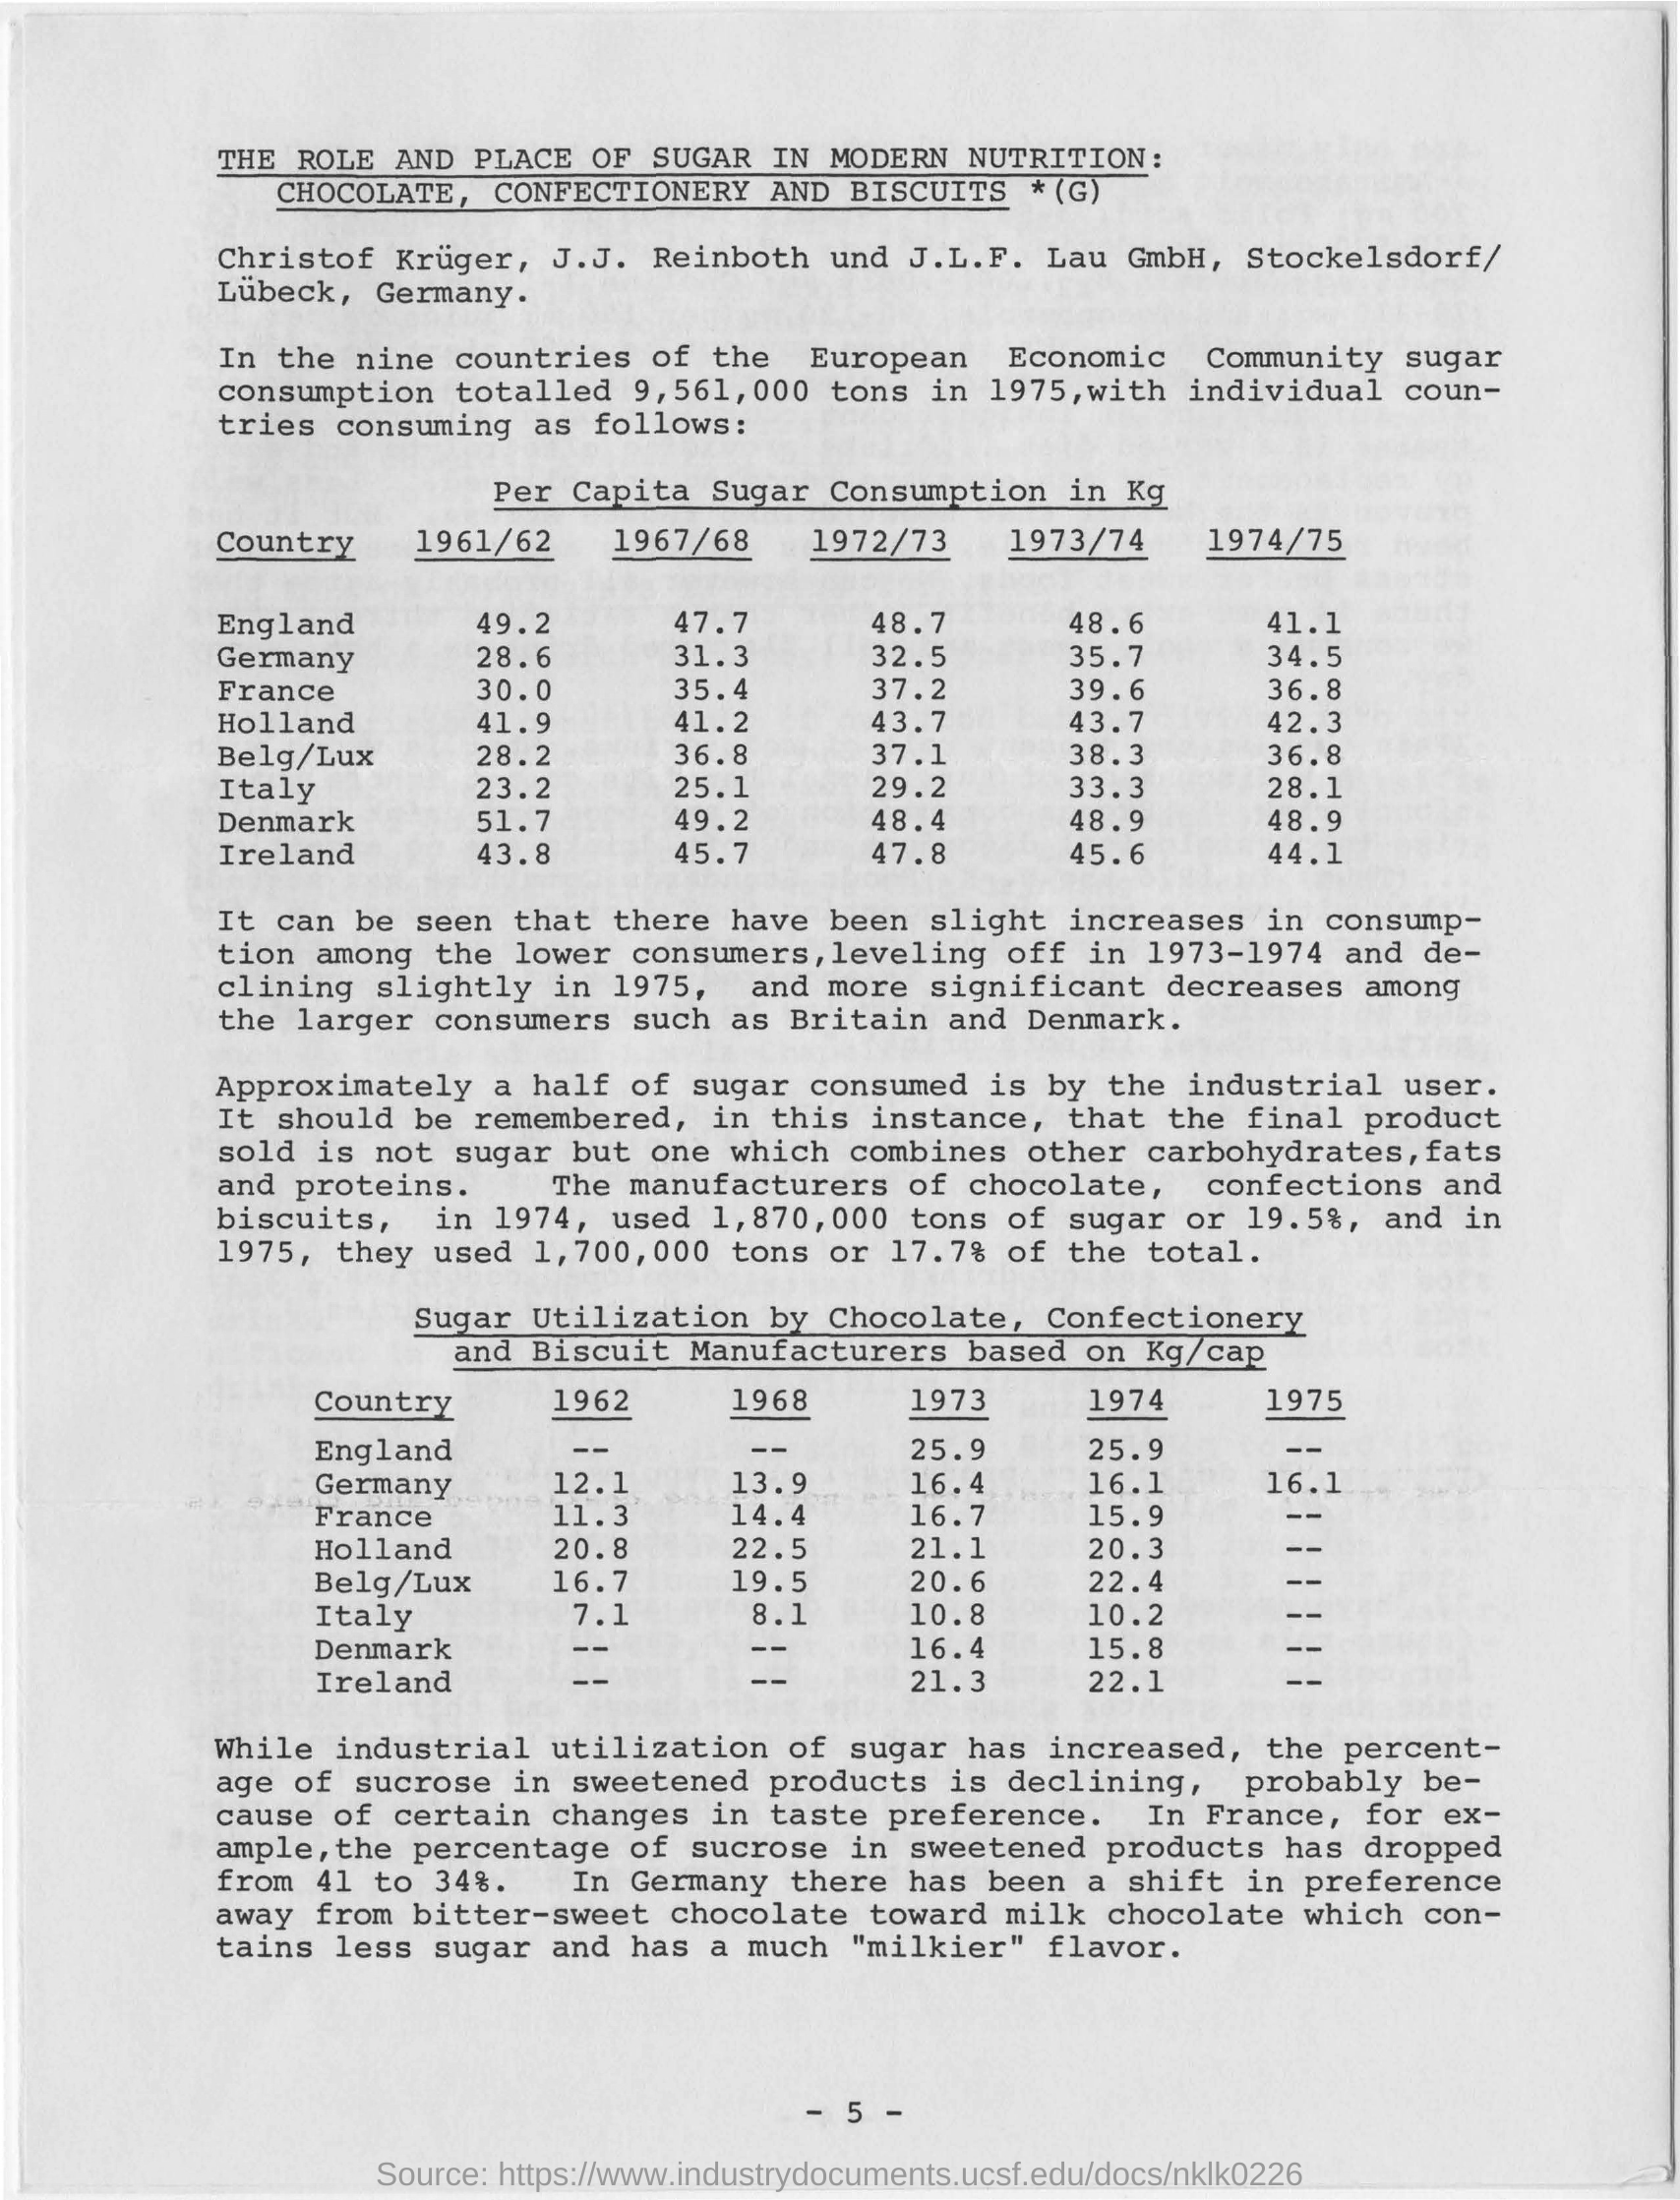 THE ROLE AND PLACE OF SUGAR IN MODERN NUTRITION:
CHOCOLATE, CONFECTIONERY AND BISCUITS *(G)
Christof Krüger, J.J. Reinboth und J.L.F. Lau GmbH, Stockelsdorf/
Lübeck, Germany.
In the nine countries of the European Economic Community sugar
consumption totalled 9,561,000 tons in 1975,with individual coun-
tries consuming as follows:
Per Capita Sugar Consumption in Kg
Country 1961/62 1967/68 1972/73 1973/74 1974/75
England 49.2 47.7 48.7 48.6 41.1
Germany 28.6 31.3 32.5 35.7 34.5
France 30.0 35.4 37.2 39.6 36.8
Holland 41.9 41.2 43.7 43.7 42.3
Belg/Lux 28.2 36.8 37.1 38.3 36.8
Italy 23.2 25.1 29.2 33.3 28.1
Denmark 51.7 49.2 48.4 48.9 48.9
Ireland 43.8 45.7 47.8 45.6 44.1
It can be seen that there have been slight increases in consump-
tion among the lower consumers,leveling off in 1973-1974 and de-
clining slightly in 1975, and more significant decreases among
the larger consumers such as Britain and Denmark.
Approximately a half of sugar consumed is by the industrial user.
It should be remembered, in this instance, that the final product
sold is not sugar but one which combines other carbohydrates,fats
and proteins. The manufacturers of chocolate, confections and
biscuits, in 1974, used 1,870,000 tons of sugar or 19.5%, and in
1975, they used 1,700,000 tons or 17.7% of the total.
Sugar Utilization by Chocolate, Confectionery
and Biscuit Manufacturers based on Kg/cap
Country 1962 1968 1973 1974 1975
England -- -- 25.9 25.9 --
Germany 12.1 13.9 16.4 16.1 16.1
France 11.3 14.4 16.7 15.9 --
Holland 20.8 22.5 21.1 20.3 --
Belg/Lux 16.7 19.5 20.6 22.4 --
Italy 7.1 8.1 10.8 10.2 --
Denmark -- -- 16.4 15.8 --
Ireland -- -- 21.3 22.1 --
While industrial utilization of sugar has increased, the percent-
age of sucrose in sweetened products is declining, probably be-
cause of certain changes in taste preference. In France, for ex-
ample,the percentage of sucrose in sweetened products has dropped
from 41 to 34%. In Germany there has been a shift in preference
away from bitter-sweet chocolate toward milk chocolate which con-
tains less sugar and has a much "milkier" flavor.
- 5 -
Source: https://www.industrydocuments.ucsf.edu/docs/nklk0226